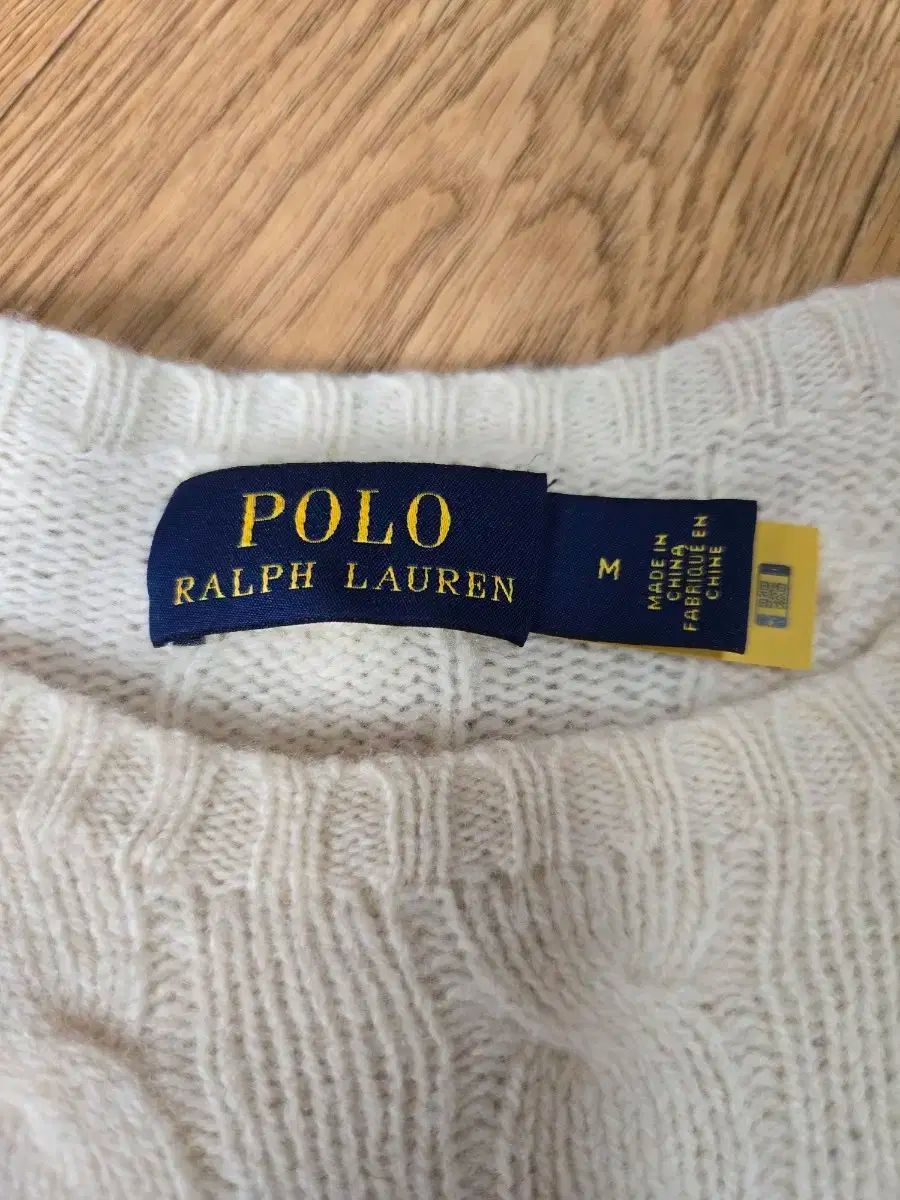 POLO
RALPH LAUREN
M
MADE IN
CHINA
FABRIQUÉ EN
CHINE